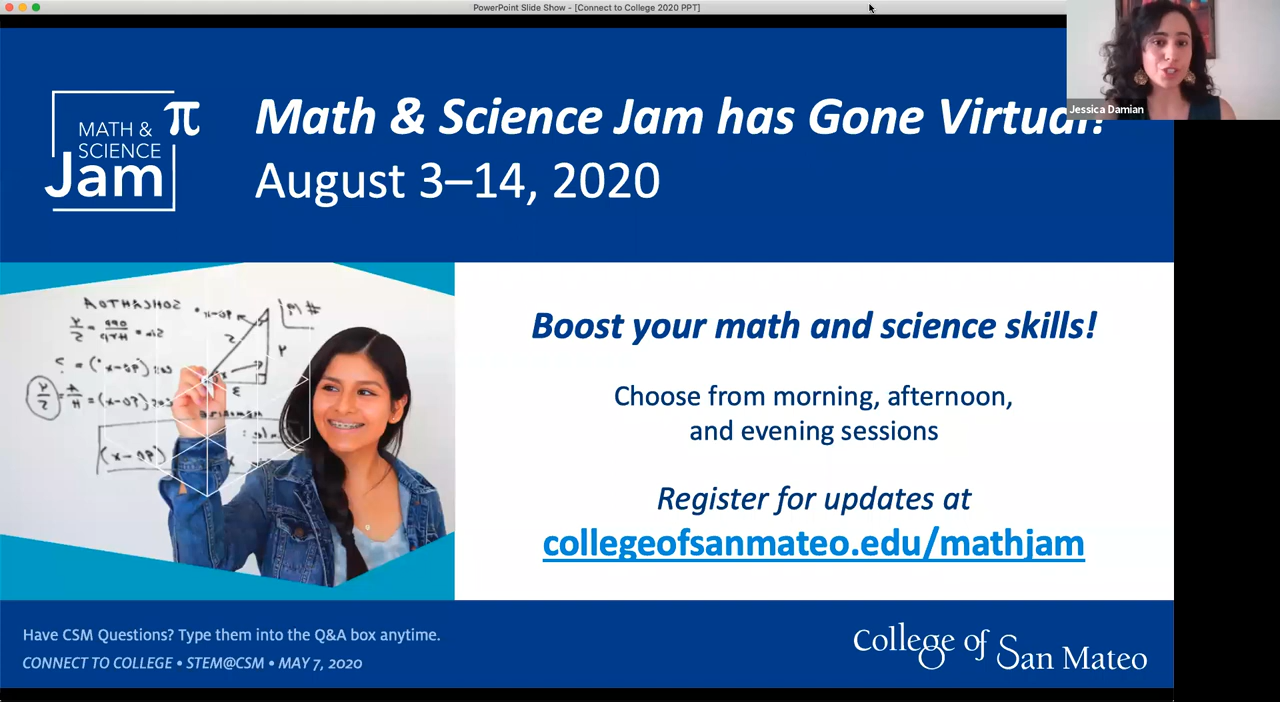 PowerPoint Slide Show - [Connect to College 2020 PPT]
Jessica Damian
π
MATH &
SCIENCE
Jam
Math & Science Jam has Gone Virtual!
August 3–14, 2020
SOHCAHTOA
Boost your math and science skills!
Choose from morning, afternoon,
and evening sessions
Register for updates at
collegeofsanmateo.edu/mathjam
Have CSM Questions? Type them into the Q&A box anytime.
CONNECT TO COLLEGE • STEM@CSM • MAY 7, 2020
College of
San Mateo